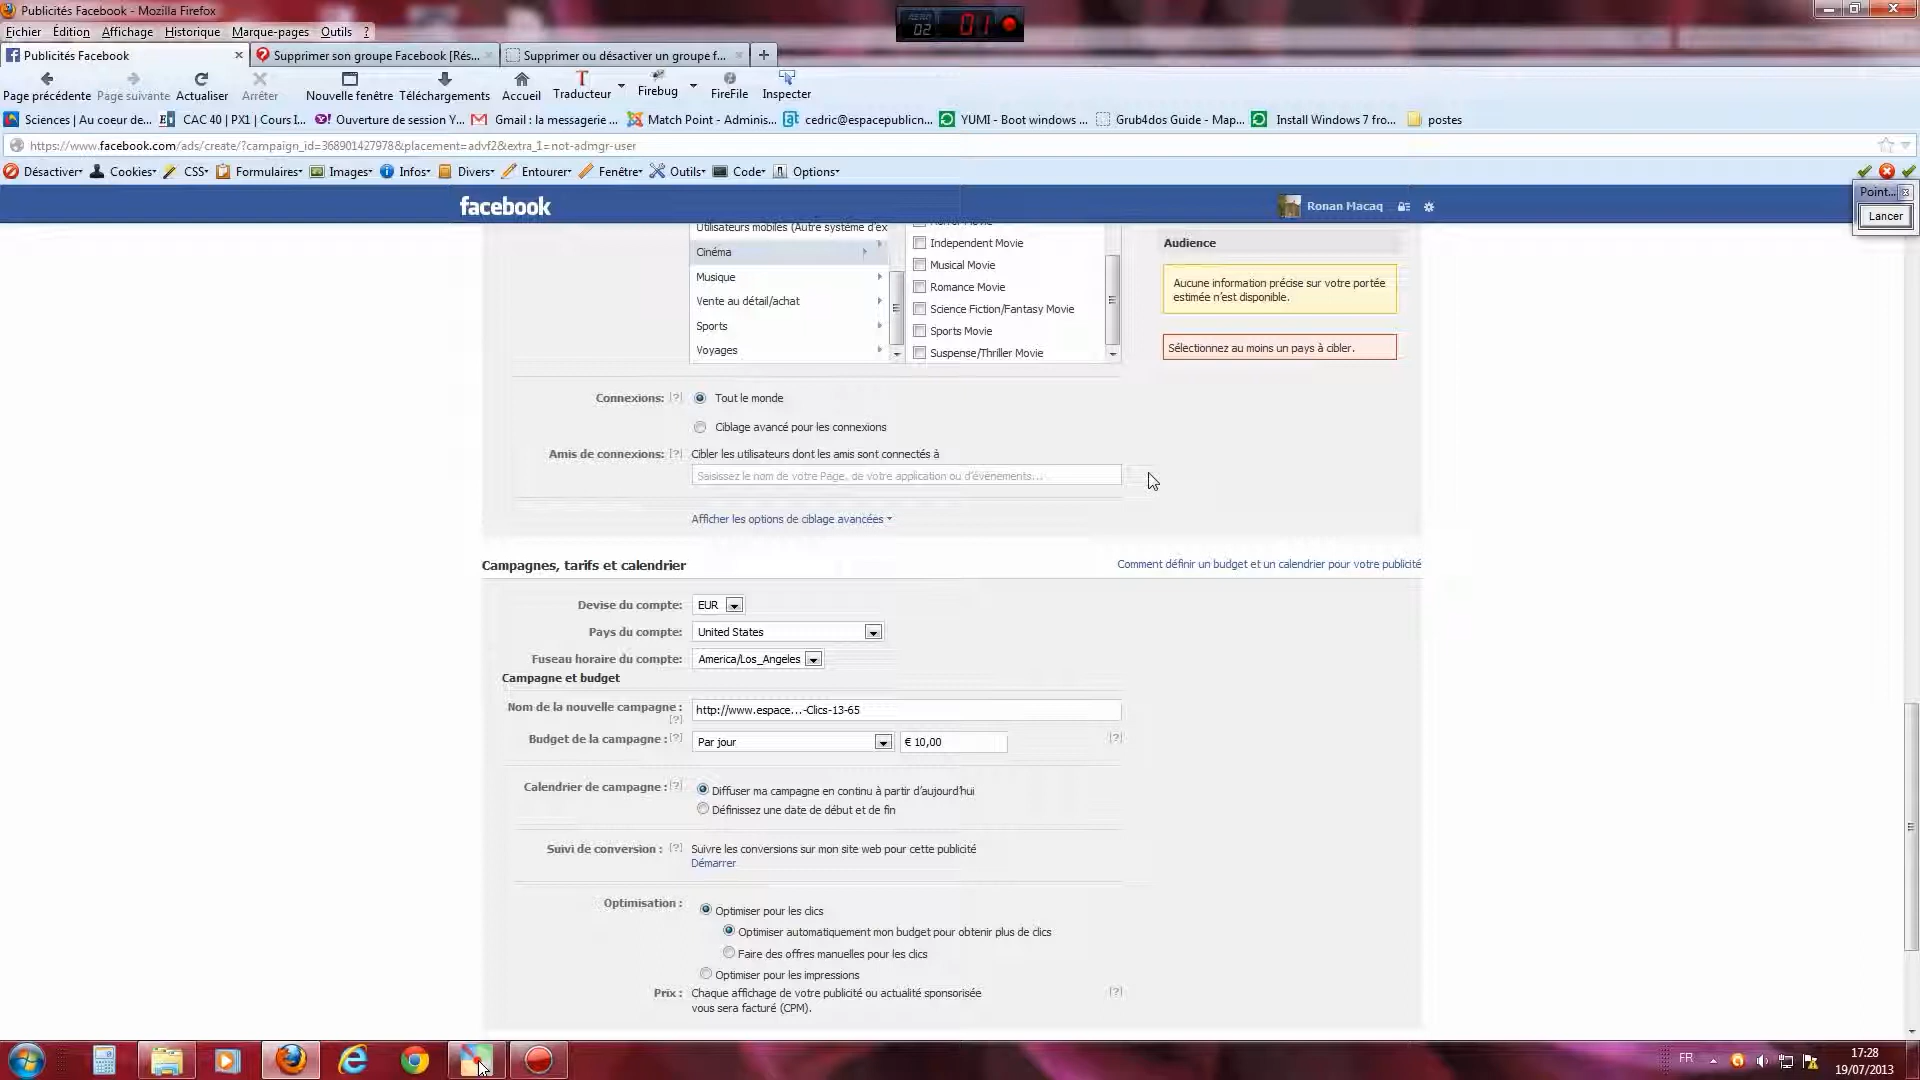 Publicités Facebook - Mozilla Firefox
02 01
Fichier Édition Affichage Historique Marque-pages Outils ?
Publicités Facebook × Supprimer son groupe Facebook [Rés... × Supprimer ou désactiver un groupe f... × +
Page précédente Page suivante Actualiser Arrêter Nouvelle fenêtre Téléchargements Accueil Traducteur Firebug FireFile Inspecter
Sciences | Au coeur de... CAC 40 | PX1 | Cours I... Ouverture de session Y... Gmail : la messagerie ... Match Point - Adminis... cedric@espacepublicn... YUMI - Boot windows ... Grub4dos Guide - Map... Install Windows 7 fro... postes
https://www.facebook.com/ads/create/?campaign_id=368901427978&placement=advf2&extra_1=not-admgr-user
Désactiver Cookies CSS Formulaires Images Infos Divers Entourer Fenêtre Outils Code Options
Point...
Lancer
facebook Ronan Macaq
Utilisateurs mobiles (Autre système d'ex
Cinéma
Musique
Vente au détail/achat
Sports
Voyages
Independent Movie
Musical Movie
Romance Movie
Science Fiction/Fantasy Movie
Sports Movie
Suspense/Thriller Movie
Audience
Aucune information précise sur votre portée
estimée n'est disponible.
Sélectionnez au moins un pays à cibler.
Connexions: [?] Tout le monde
Ciblage avancé pour les connexions
Amis de connexions: [?] Cibler les utilisateurs dont les amis sont connectés à
Saisissez le nom de votre Page, de votre application ou d'événements...
Afficher les options de ciblage avancées
Campagnes, tarifs et calendrier Comment définir un budget et un calendrier pour votre publicité
Devise du compte: EUR
Pays du compte: United States
Fuseau horaire du compte: America/Los_Angeles
Campagne et budget
Nom de la nouvelle campagne : http://www.espace...-Clics-13-65
[?]
Budget de la campagne : [?] Par jour € 10,00 [?]
Calendrier de campagne : [?] Diffuser ma campagne en continu à partir d'aujourd'hui
Définissez une date de début et de fin
Suivi de conversion : [?] Suivre les conversions sur mon site web pour cette publicité
Démarrer
Optimisation : Optimiser pour les clics
Optimiser automatiquement mon budget pour obtenir plus de clics
Faire des offres manuelles pour les clics
Optimiser pour les impressions
Prix : Chaque affichage de votre publicité ou actualité sponsorisée [?]
vous sera facturé (CPM).
FR 17:28
19/07/2013